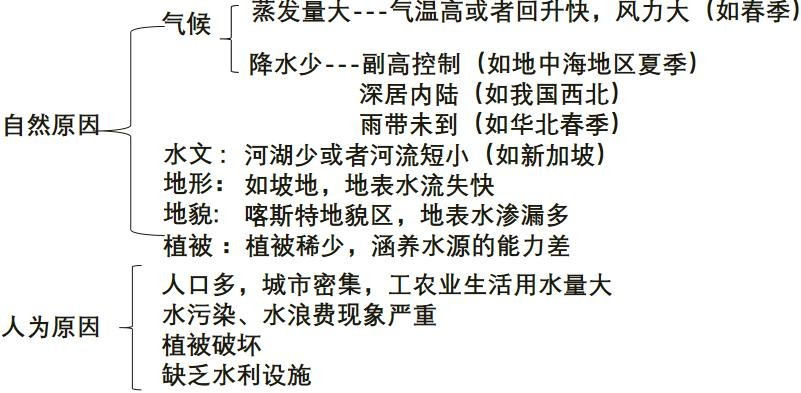 气候
蒸发量大---气温高或者回升快，风力大（如春季）
降水少---副高控制（如地中海地区夏季）
深居内陆（如我国西北）
雨带未到（如华北春季）
自然原因
水文：河湖少或者河流短小（如新加坡）
地形：如坡地，地表水流失快
地貌：喀斯特地貌区，地表水渗漏多
植被：植被稀少，涵养水源的能力差
人为原因
人口多，城市密集，工农业生活用水量大
水污染、水浪费现象严重
植被破坏
缺乏水利设施